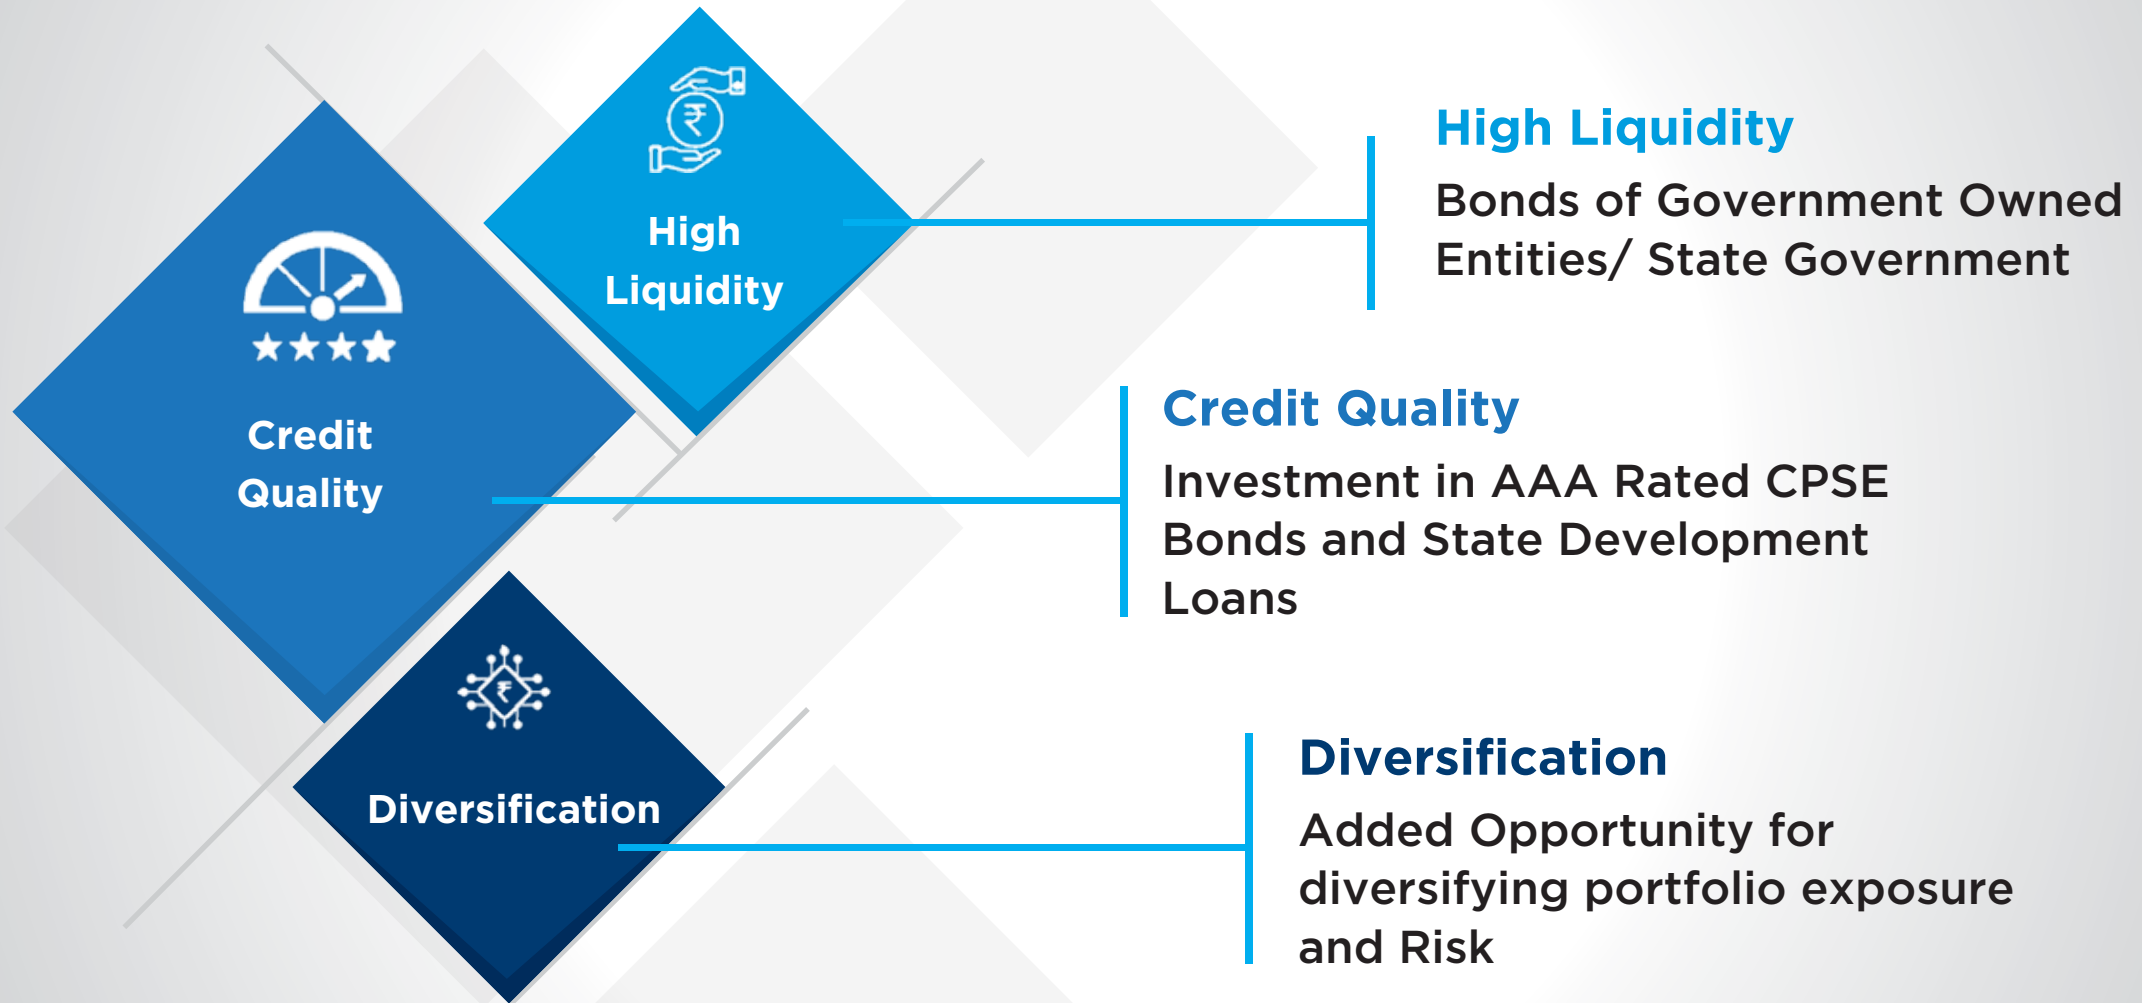 High
Liquidity
High Liquidity
Bonds of Government Owned
Entities/ State Government
Credit
Quality
Credit Quality
Investment in AAA Rated CPSE
Bonds and State Development
Loans
Diversification
Diversification
Added Opportunity for
diversifying portfolio exposure
and Risk